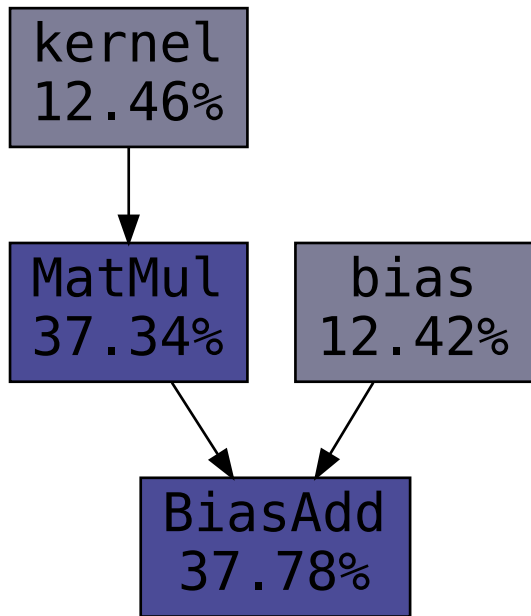 kernel
12.46%
MatMul
37.34%
bias
12.42%
BiasAdd
37.78%